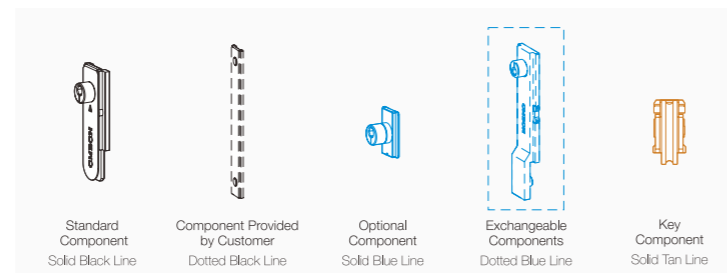 Standard
Component
Solid Black Line
Component Provided
by Customer
Dotted Black Line
Optional
Component
Solid Blue Line
Exchangeable
Components
Dotted Blue Line
Key
Component
Solid Tan Line